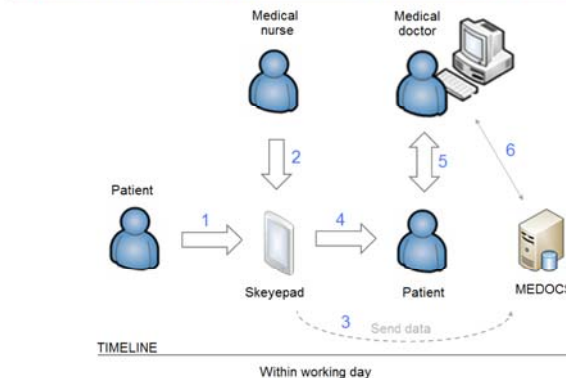 Medical
nurse
Medical
doctor
6
2
5
Patient
1
4
Skeyepad
Patient
MEDOCS
3
Send data
TIMELINE
Within working day